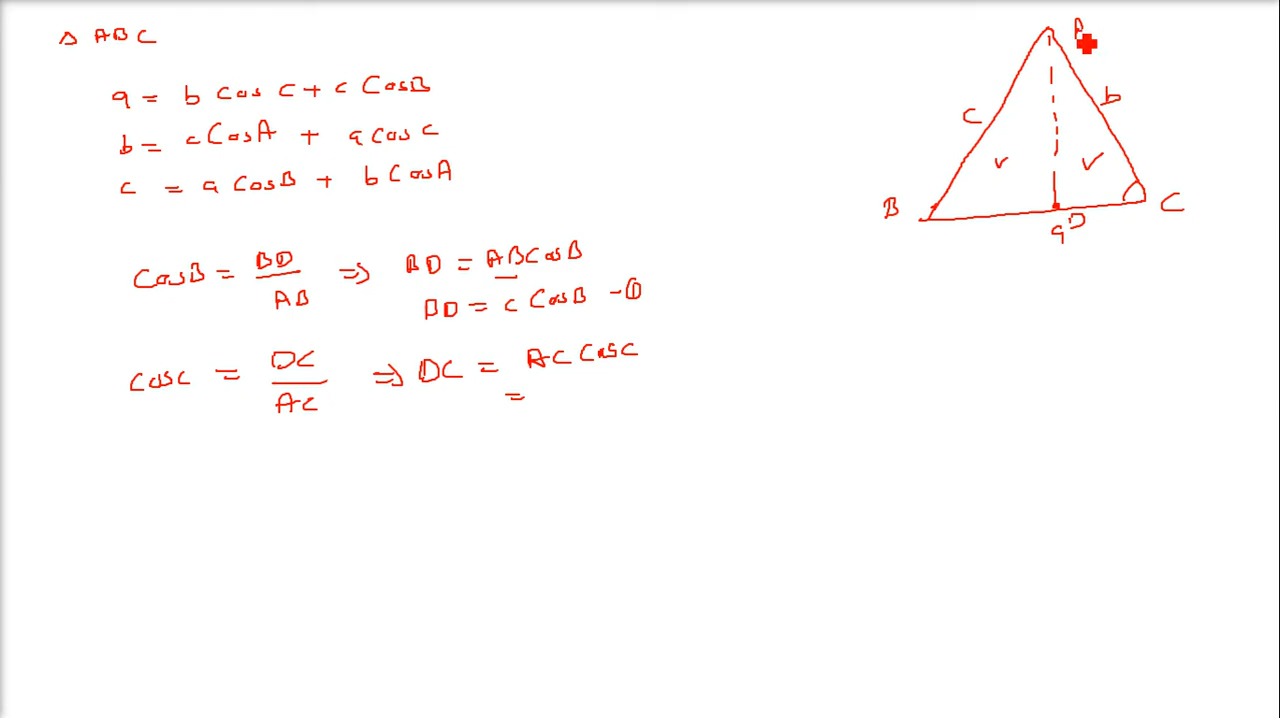 Δ ABC
a = b cos C + c CosB
b = c CosA + a cos C
c = a CosB + b CosA
CosB = BD / AB ⇒ BD = ABCosB
BD = c CosB - ①
Cosc = DC / AC ⇒ DC = AC Cosc
=
A
c
b
B
C
D
a